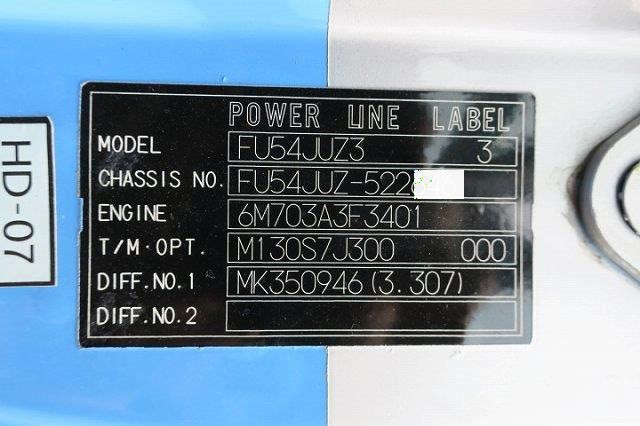 POWER LINE LABEL
MODEL FU54JUZ3 3
CHASSIS NO. FU54JUZ-522
ENGINE 6M703A3F3401
T/M·OPT. M130S7J300 000
DIFF.NO.1 MK350946(3.307)
DIFF.NO.2
HD-07